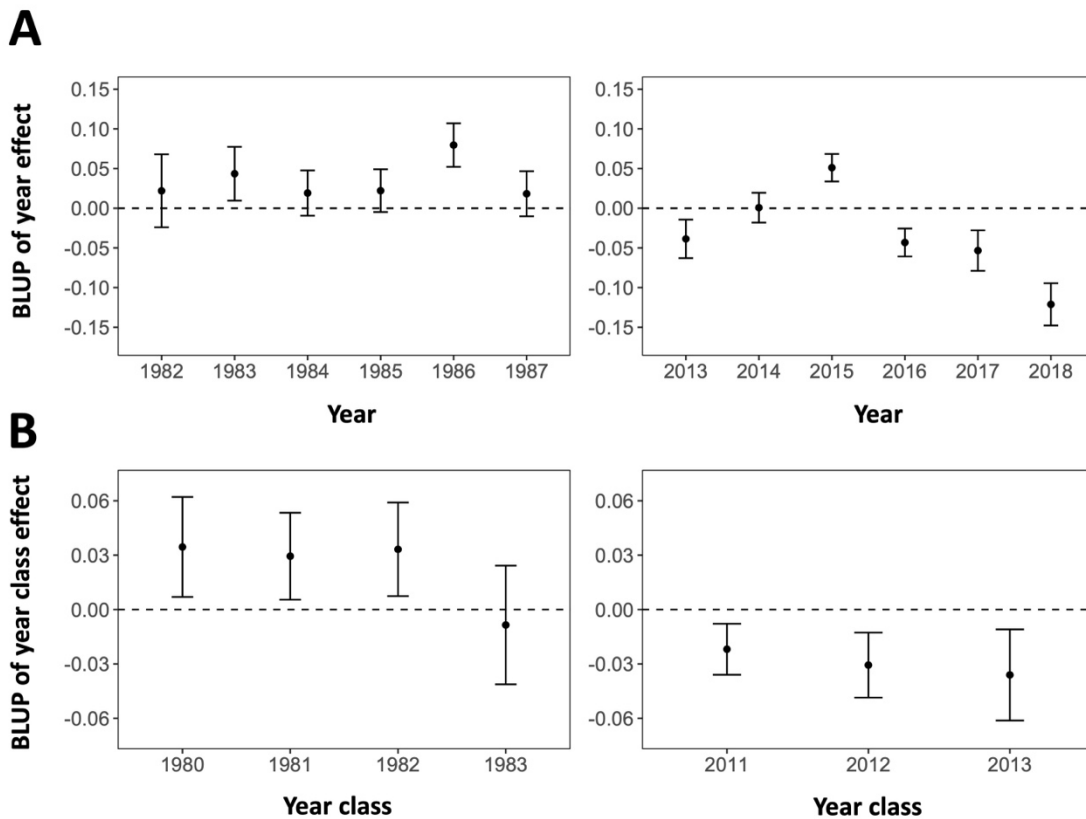 A
BLUP of year effect
0.15
0.10
0.05
0.00
-0.05
-0.10
-0.15
1982 1983 1984 1985 1986 1987
Year
0.15
0.10
0.05
0.00
-0.05
-0.10
-0.15
2013 2014 2015 2016 2017 2018
Year
B
BLUP of year class effect
0.06
0.03
0.00
-0.03
-0.06
1980 1981 1982 1983
Year class
0.06
0.03
0.00
-0.03
-0.06
2011 2012 2013
Year class